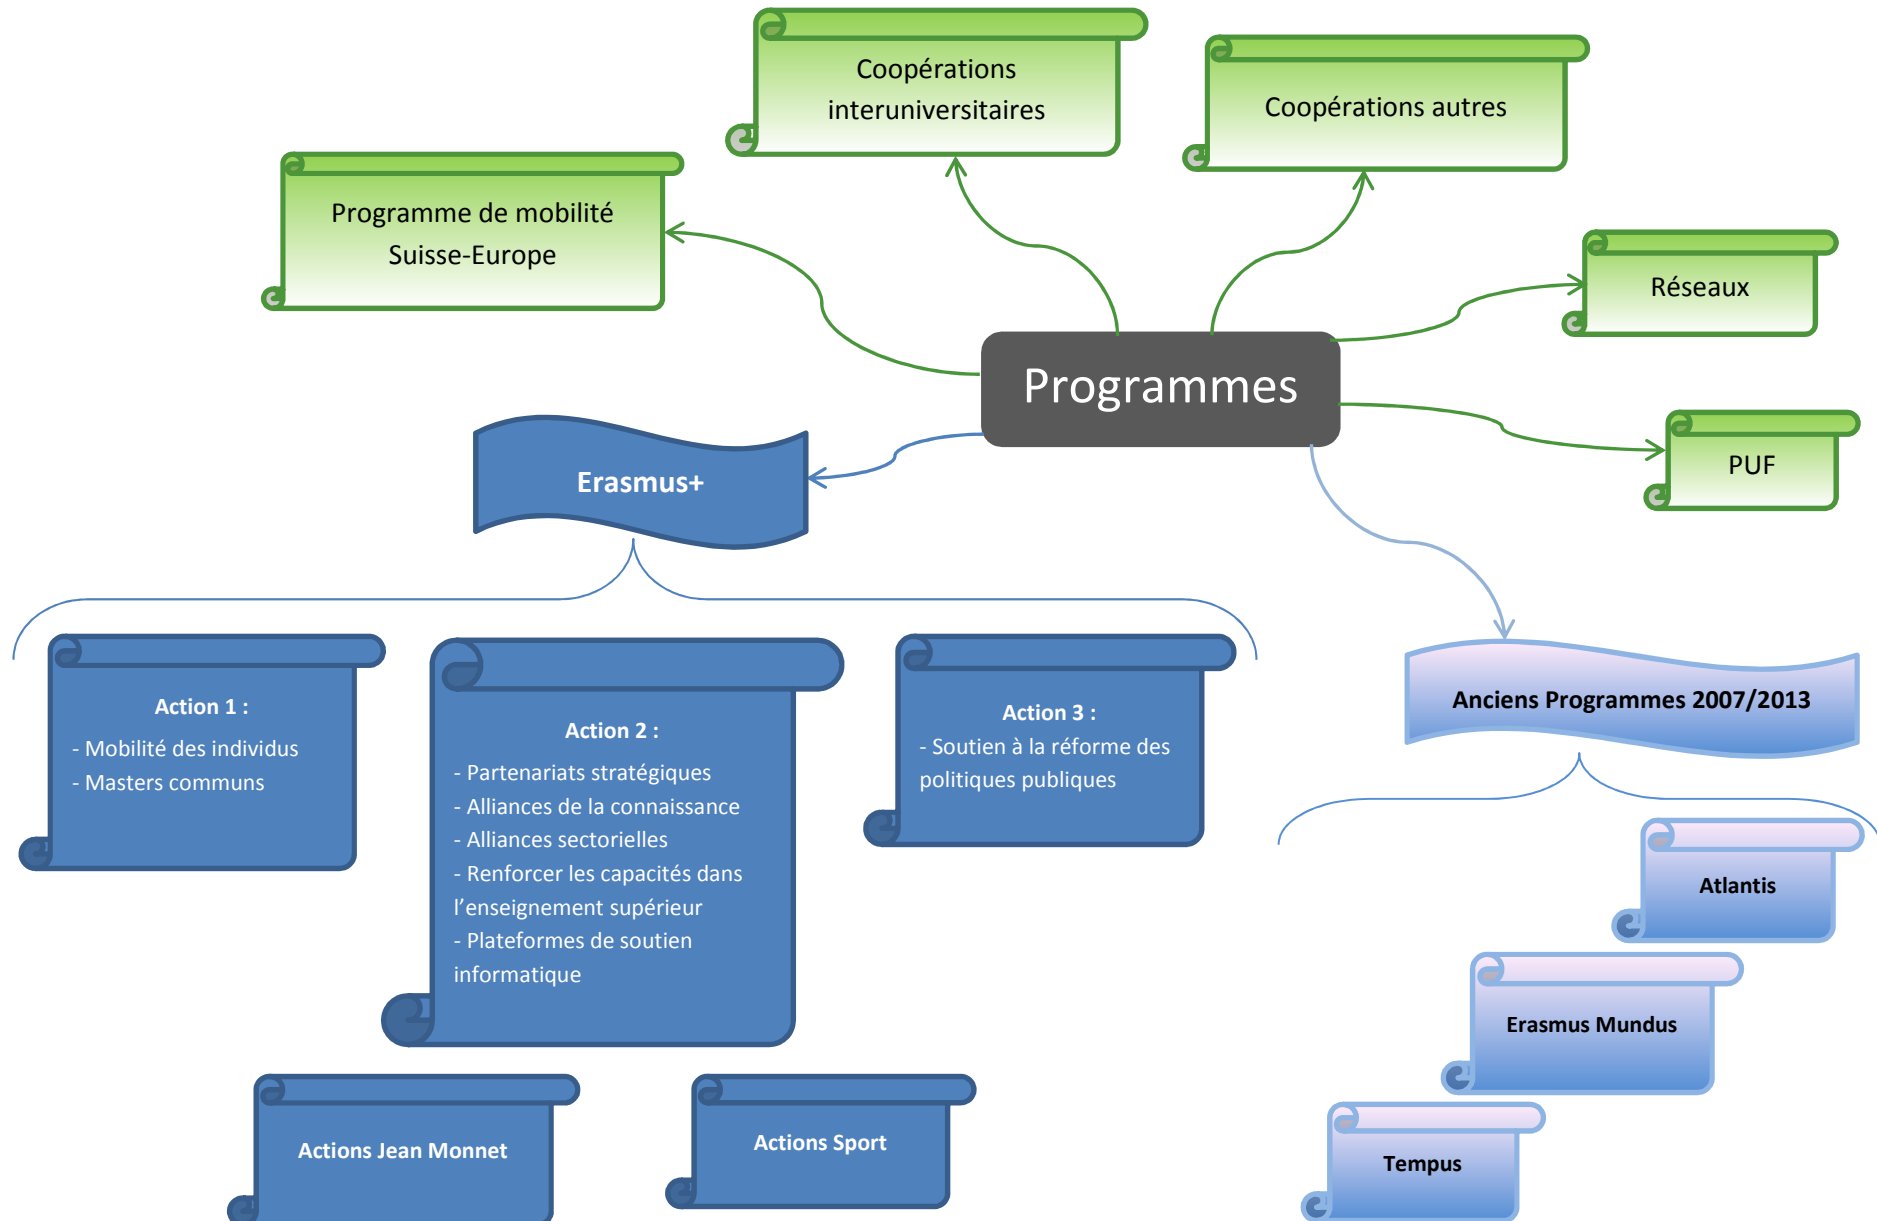 Coopérations
interuniversitaires
Coopérations autres
Programme de mobilité
Suisse-Europe
Réseaux
Programmes
PUF
Erasmus+
Anciens Programmes 2007/2013
Action 1 :
- Mobilité des individus
- Masters communs
Action 2 :
- Partenariats stratégiques
- Alliances de la connaissance
- Alliances sectorielles
- Renforcer les capacités dans
l’enseignement supérieur
- Plateformes de soutien
informatique
Action 3 :
- Soutien à la réforme des
politiques publiques
Atlantis
Erasmus Mundus
Tempus
Actions Jean Monnet
Actions Sport